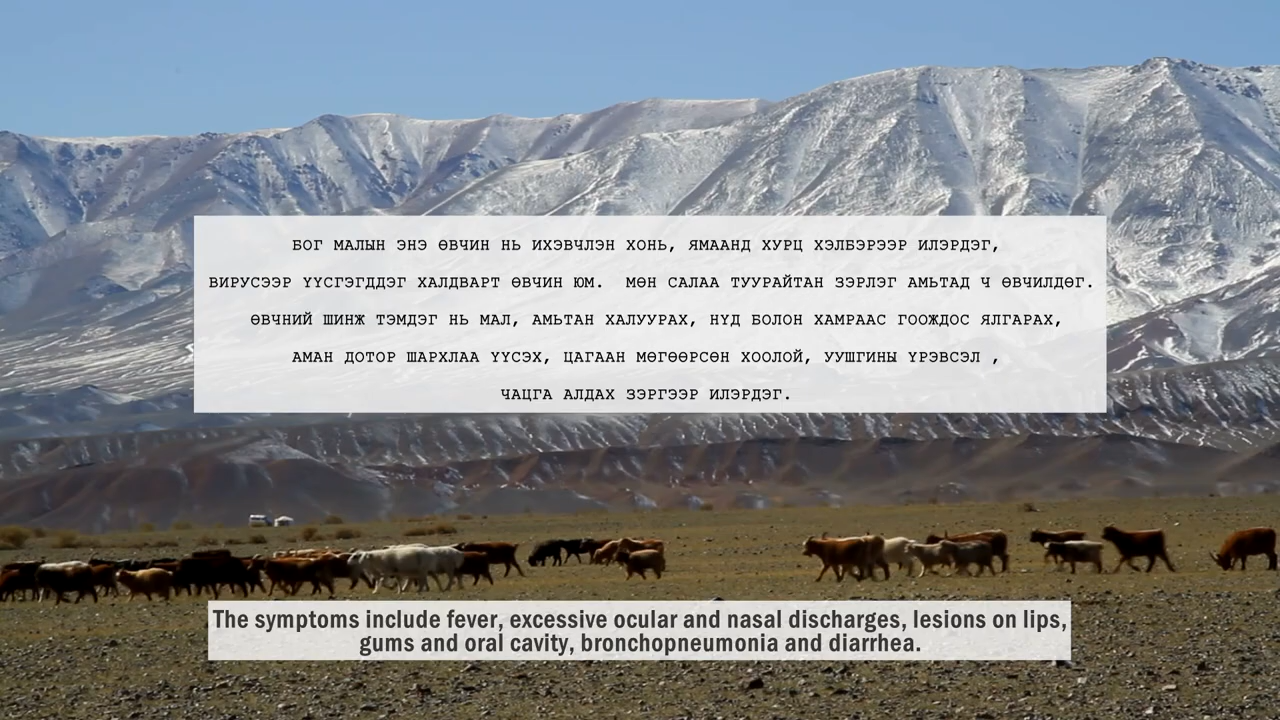 БОГ МАЛЫН ЭНЭ ӨВЧИН НЬ ИХЭВЧЛЭН ХОНЬ, ЯМААНД ХУРЦ ХЭЛБЭРЭЭР ИЛЭРДЭГ,
ВИРУСЭЭР ҮҮСГЭГДДЭГ ХАЛДВАРТ ӨВЧИН ЮМ. МӨН САЛАА ТУУРАЙТАН ЗЭРЛЭГ АМЬТАД Ч ӨВЧИЛДӨГ.
ӨВЧНИЙ ШИНЖ ТЭМДЭГ НЬ МАЛ, АМЬТАН ХАЛУУРАХ, НҮД БОЛОН ХАМРААС ГООЖДОС ЯЛГАРАХ,
АМАН ДОТОР ШАРХЛАА ҮҮСЭХ, ЦАГААН МӨГӨӨРСӨН ХООЛОЙ, УУШГИНЫ ҮРЭВСЭЛ ,
ЧАЦГА АЛДАХ ЗЭРГЭЭР ИЛЭРДЭГ.
The symptoms include fever, excessive ocular and nasal discharges, lesions on lips,
gums and oral cavity, bronchopneumonia and diarrhea.